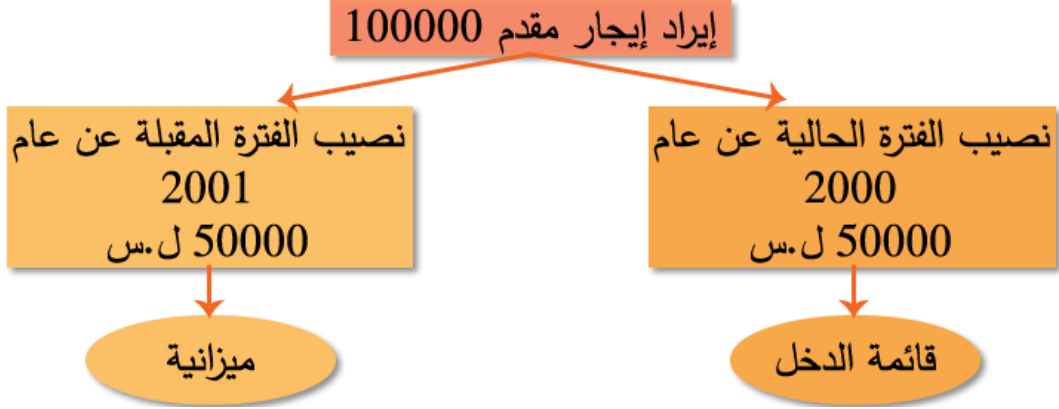 إيراد إيجار مقدم 100000
نصيب الفترة الحالية عن عام
2000
50000 ل.س
نصيب الفترة المقبلة عن عام
2001
50000 ل.س
قائمة الدخل
ميزانية